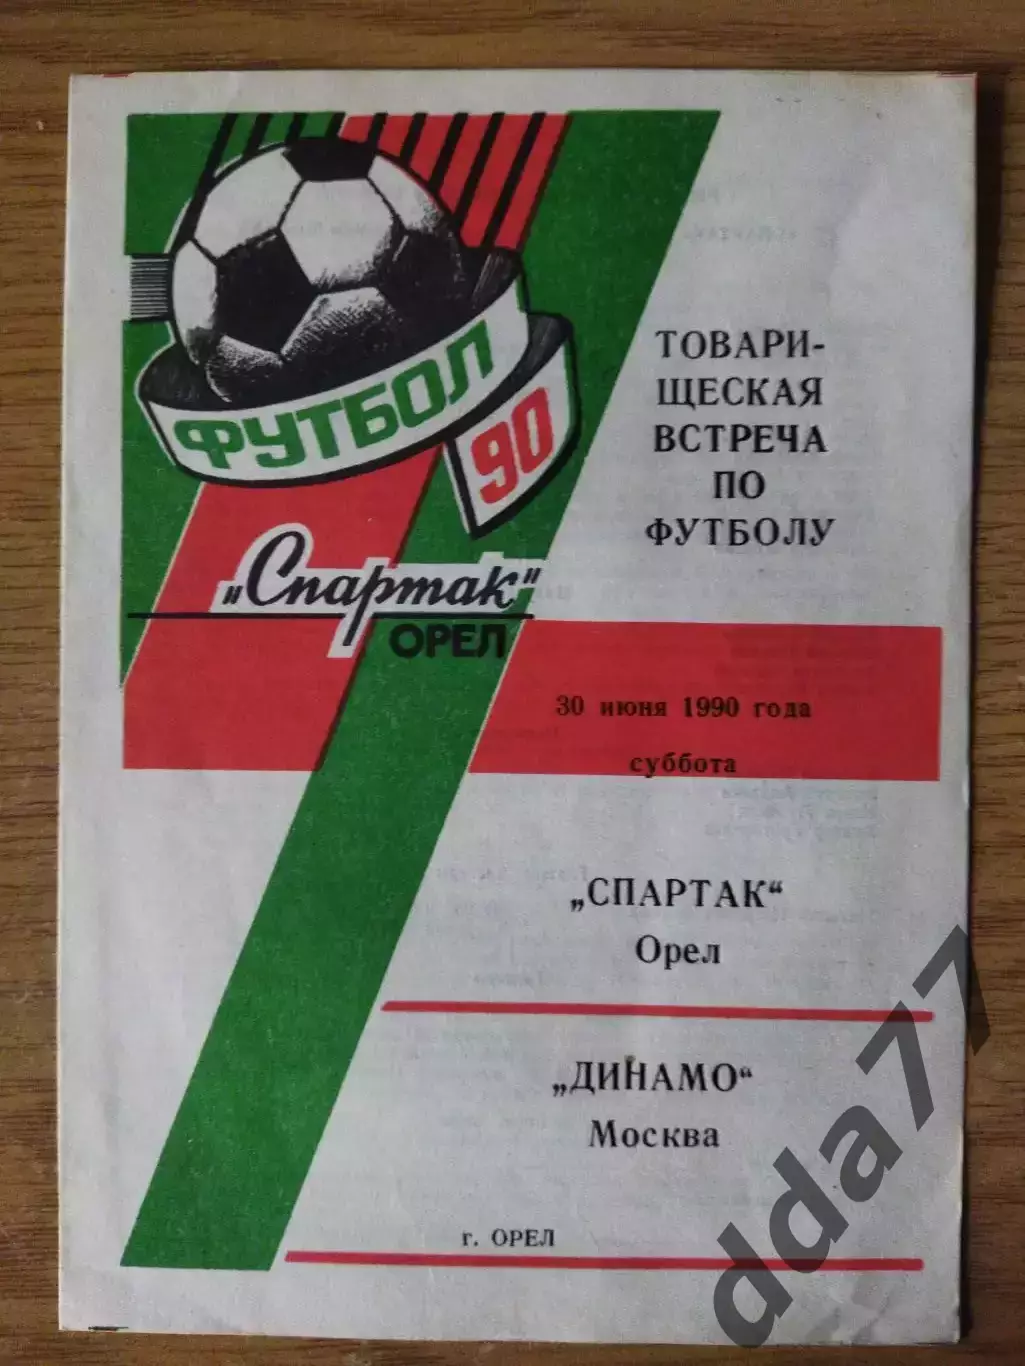 ФУТБОЛ
90
„Спартак“
ОРЕЛ
ТОВАРИ-
ЩЕСКАЯ
ВСТРЕЧА
ПО
ФУТБОЛУ
30 июня 1990 года
суббота
„СПАРТАК“
Орел
„ДИНАМО“
Москва
г. ОРЕЛ
dda77